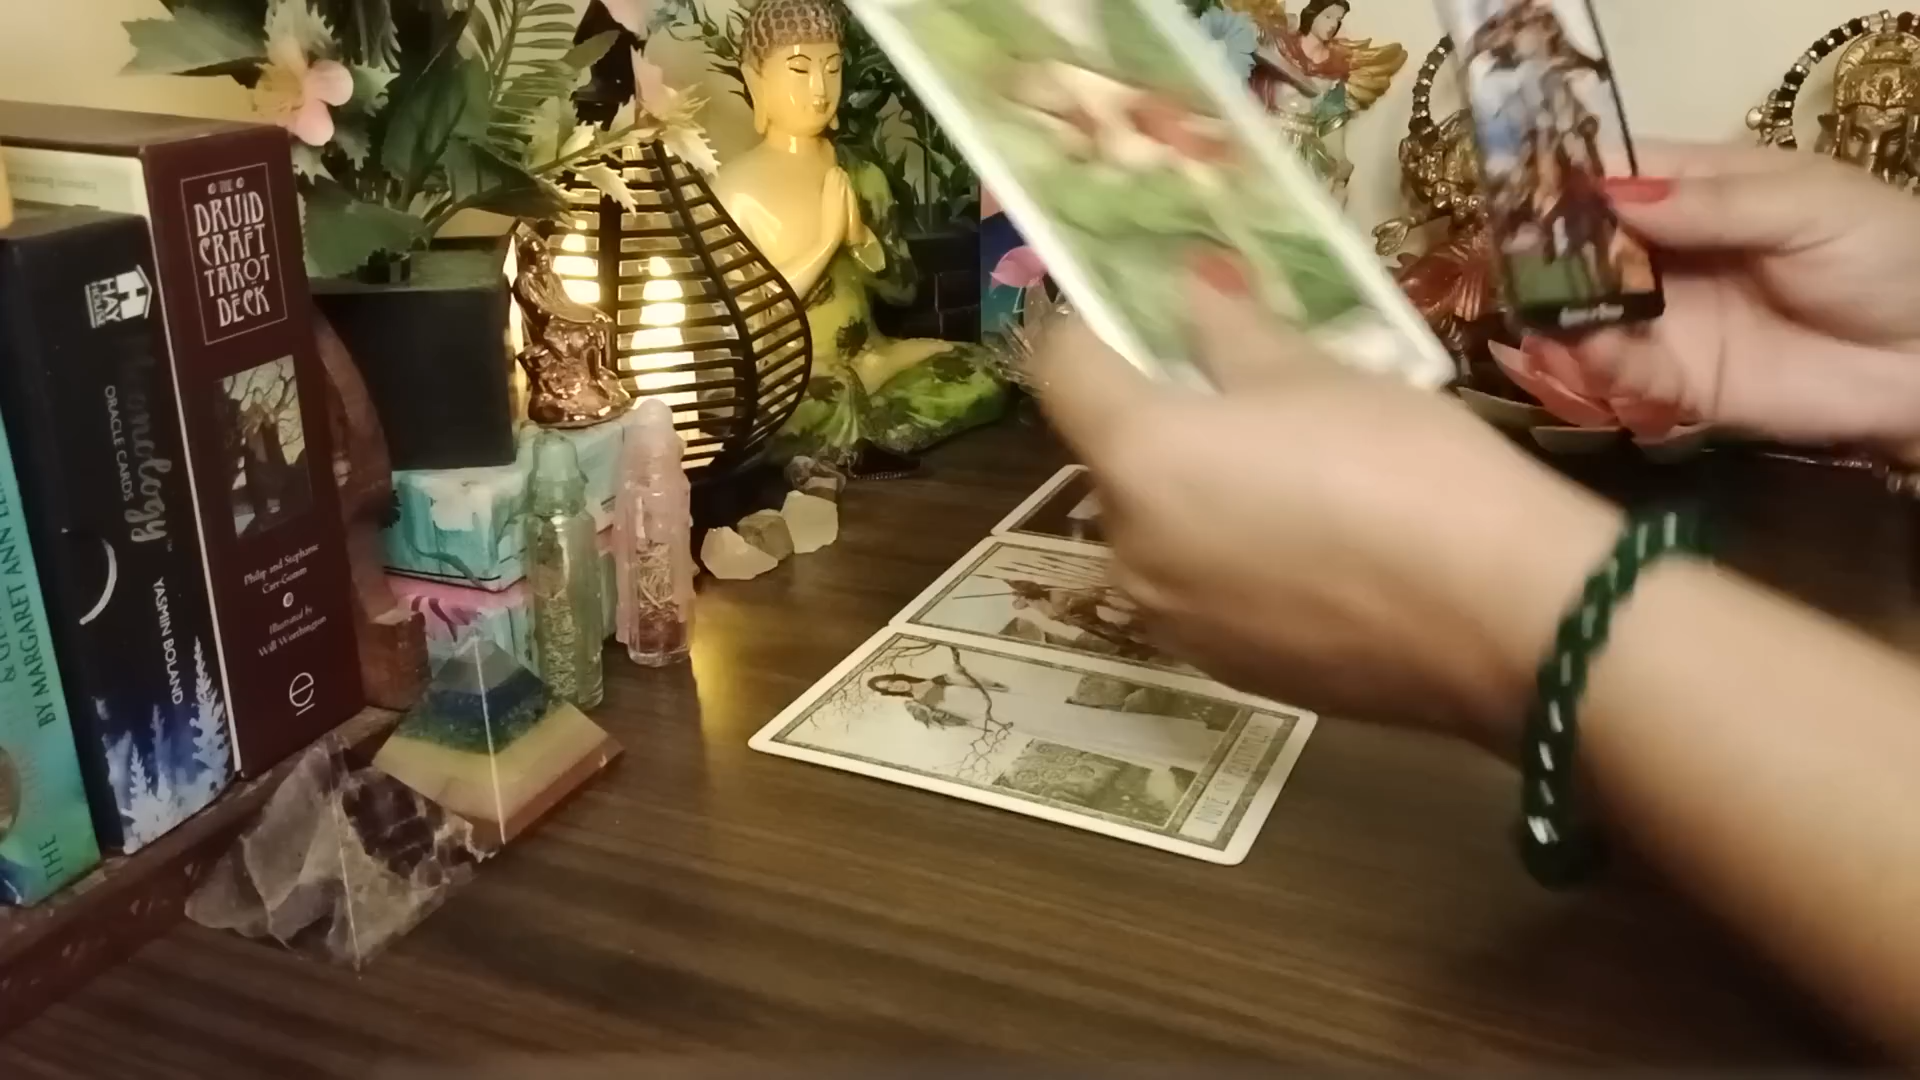 THE
DRUID
CRAFT
TAROT
DECK
Philip and Stephanie
Carr-Gomm
Illustrated by
Will Worthington
HAY
HOUSE
Moonology
ORACLE CARDS
YASMIN BOLAND
THE
BY MARGARET ANN
NINE OF PENTACLES